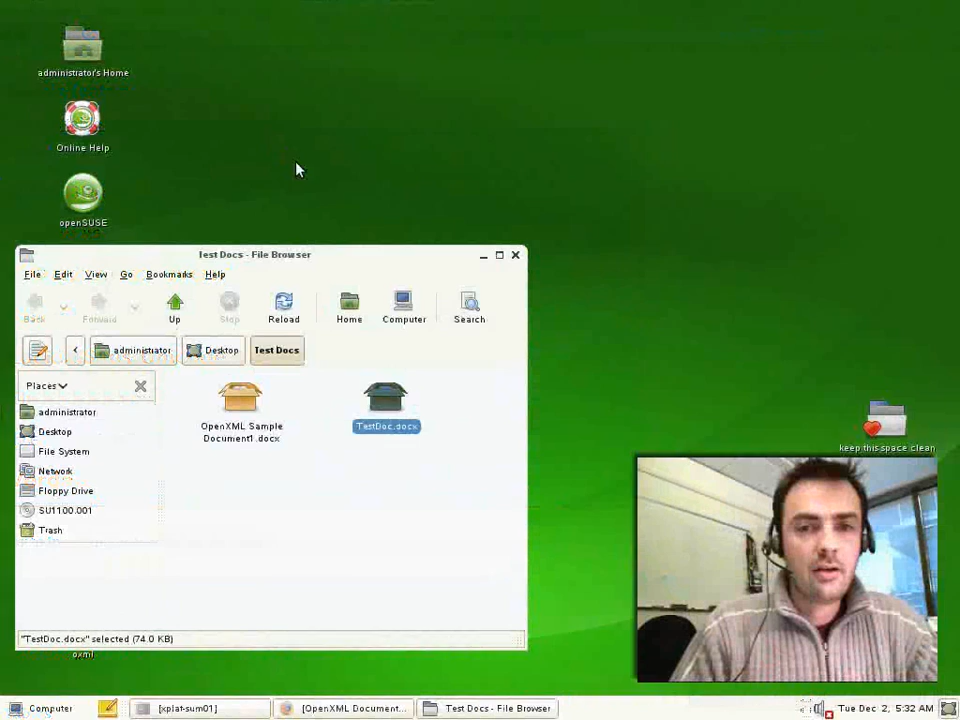 administrator's Home
Online Help
openSUSE
Test Docs - File Browser
File Edit View Go Bookmarks Help
Back Forward Up Stop Reload Home Computer Search
administrator Desktop Test Docs
Places
administrator
Desktop
File System
Network
Floppy Drive
SU1100.001
Trash
OpenXML Sample
Document1.docx
TestDoc.docx
"TestDoc.docx" selected (74.0 KB)
oxml
keep this space clean
Computer [xplat-sum01] [OpenXML Document... Test Docs - File Browser Tue Dec 2, 5:32 AM